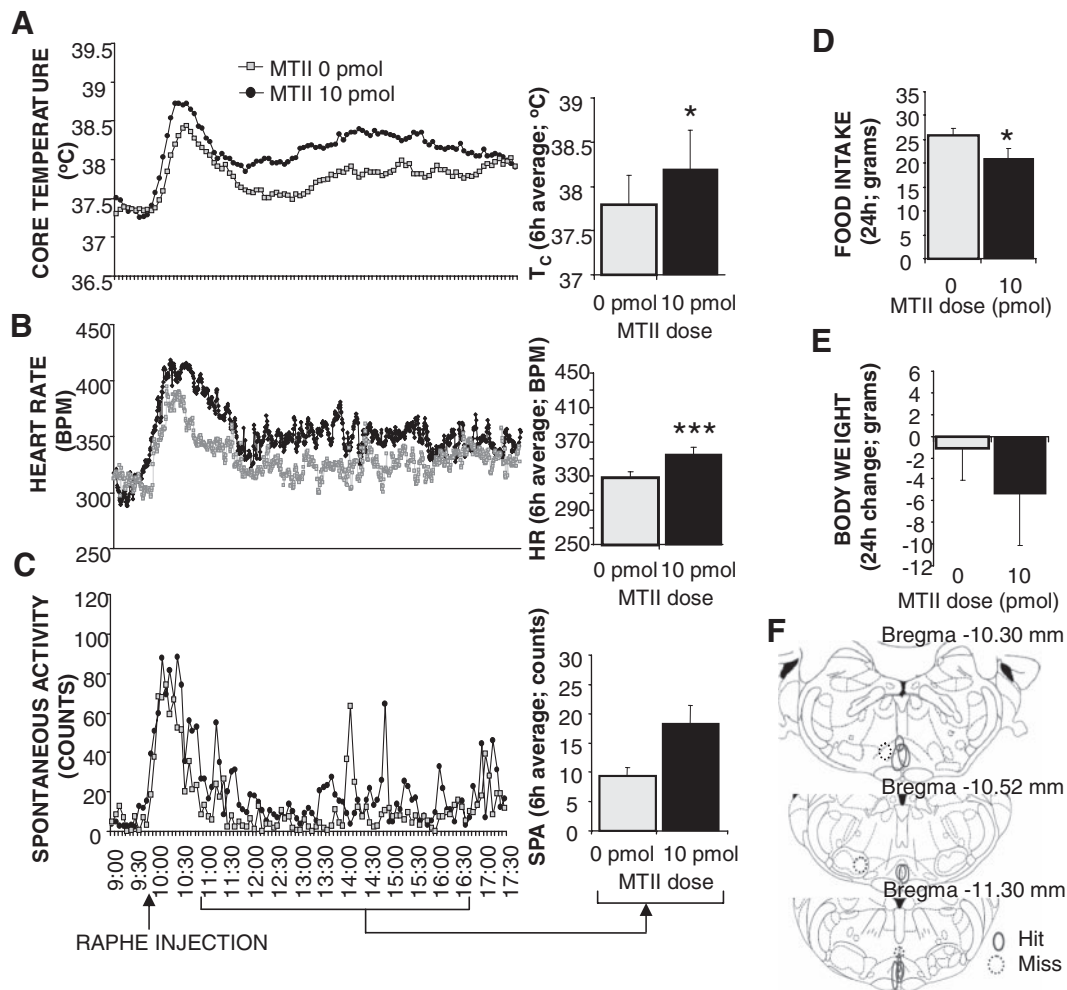 A
CORE TEMPERATURE
(ºC)
39.5
39
38.5
38
37.5
37
36.5
MTII 0 pmol
MTII 10 pmol
TC (6h average; ºC)
39
38
37.5
37
*
0 pmol 10 pmol
MTII dose
B
HEART RATE
(BPM)
450
400
350
300
250
HR (6h average; BPM)
450
410
370
330
290
250
***
0 pmol 10 pmol
MTII dose
C
SPONTANEOUS ACTIVITY
(COUNTS)
120
100
80
60
40
20
0
9:00
9:30
10:00
10:30
11:00
11:30
12:00
12:30
13:00
13:30
14:00
14:30
15:00
15:30
16:00
16:30
17:00
17:30
RAPHE INJECTION
SPA (6h average; counts)
30
25
20
15
10
5
0
0 pmol 10 pmol
MTII dose
D
FOOD INTAKE
(24h; grams)
35
30
25
20
15
10
5
0
*
0 10
MTII dose (pmol)
E
BODY WEIGHT
(24h change; grams)
6
4
2
0
-2
-4
-6
-8
-10
-12
0 10
MTII dose (pmol)
F
Bregma -10.30 mm
Bregma -10.52 mm
Bregma -11.30 mm
Hit
Miss